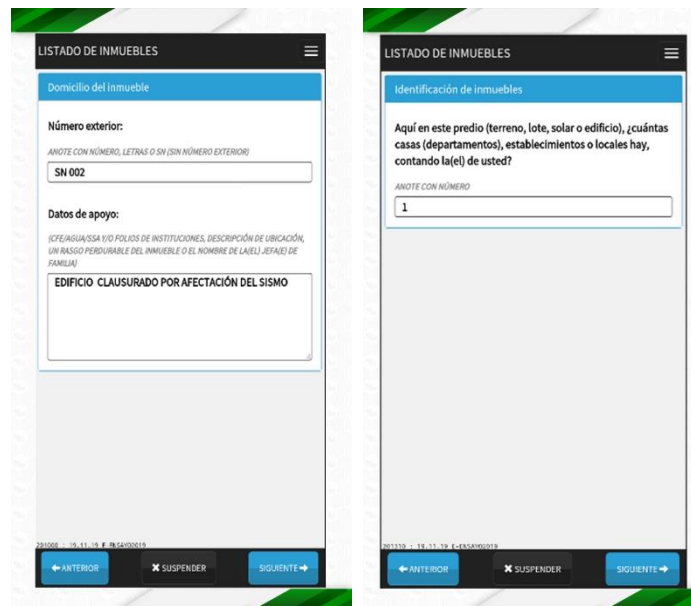 LISTADO DE INMUEBLES
Domicilio del inmueble
Número exterior:
ANOTE CON NÚMERO, LETRAS O SN (SIN NÚMERO EXTERIOR)
SN 002
Datos de apoyo:
(CFE/AGUA/SSA Y/O FOLIOS DE INSTITUCIONES, DESCRIPCIÓN DE UBICACIÓN,
UN RASGO PERDURABLE DEL INMUEBLE O EL NOMBRE DE LA(EL) JEFA(E) DE
FAMILIA)
EDIFICIO CLAUSURADO POR AFECTACIÓN DEL SISMO
ANTERIOR
SUSPENDER
SIGUIENTE
LISTADO DE INMUEBLES
Identificación de inmuebles
Aquí en este predio (terreno, lote, solar o edificio), ¿cuántas
casas (departamentos), establecimientos o locales hay,
contando la(el) de usted?
ANOTE CON NÚMERO
1
ANTERIOR
SUSPENDER
SIGUIENTE